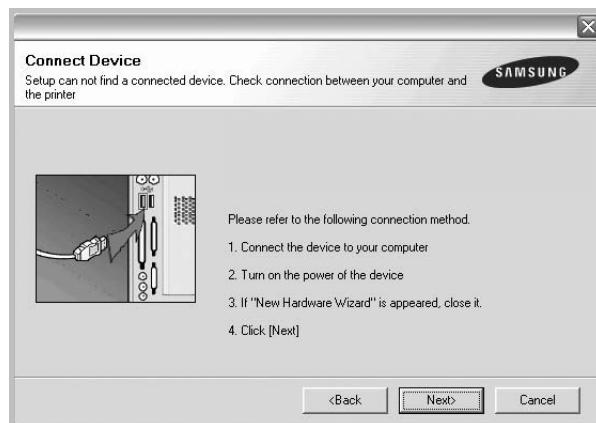 Connect Device
Setup can not find a connected device. Check connection between your computer and
the printer
SAMSUNG
Please refer to the following connection method.
1. Connect the device to your computer
2. Turn on the power of the device
3. If "New Hardware Wizard" is appeared, close it.
4. Click [Next]
<Back
Next>
Cancel